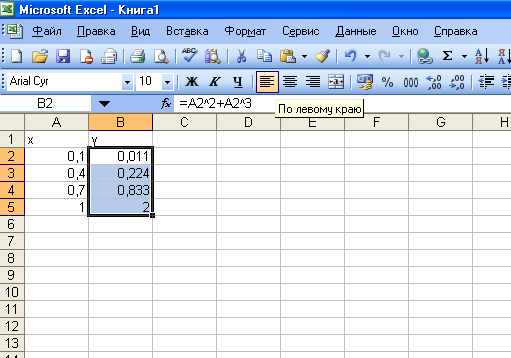 Microsoft Excel - Книга1
Файл Правка Вид Вставка Формат Сервис Данные Окно Справка
Arial Cyr 10 Ж К Ч % 000
B2 fx =A2^2+A2^3
По левому краю
A B C D E F G H
1 x y
2 0,1 0,011
3 0,4 0,224
4 0,7 0,833
5 1 2
6
7
8
9
10
11
12
13